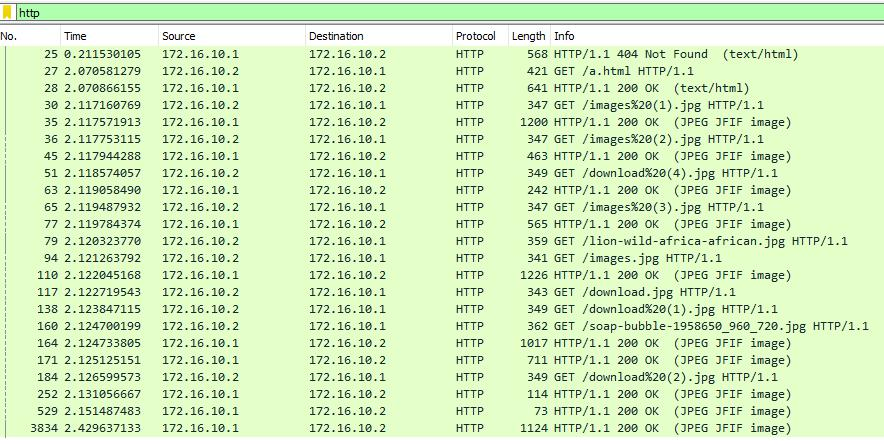 http
No. Time Source Destination Protocol Length Info
25 0.211530105 172.16.10.1 172.16.10.2 HTTP 568 HTTP/1.1 404 Not Found (text/html)
27 2.070581279 172.16.10.2 172.16.10.1 HTTP 421 GET /a.html HTTP/1.1
28 2.070866155 172.16.10.1 172.16.10.2 HTTP 641 HTTP/1.1 200 OK (text/html)
30 2.117160769 172.16.10.2 172.16.10.1 HTTP 347 GET /images%20(1).jpg HTTP/1.1
35 2.117571913 172.16.10.1 172.16.10.2 HTTP 1200 HTTP/1.1 200 OK (JPEG JFIF image)
36 2.117753115 172.16.10.2 172.16.10.1 HTTP 347 GET /images%20(2).jpg HTTP/1.1
45 2.117944288 172.16.10.1 172.16.10.2 HTTP 463 HTTP/1.1 200 OK (JPEG JFIF image)
51 2.118574057 172.16.10.2 172.16.10.1 HTTP 349 GET /download%20(4).jpg HTTP/1.1
63 2.119058490 172.16.10.1 172.16.10.2 HTTP 242 HTTP/1.1 200 OK (JPEG JFIF image)
65 2.119487932 172.16.10.2 172.16.10.1 HTTP 347 GET /images%20(3).jpg HTTP/1.1
77 2.119784374 172.16.10.1 172.16.10.2 HTTP 565 HTTP/1.1 200 OK (JPEG JFIF image)
79 2.120323770 172.16.10.2 172.16.10.1 HTTP 359 GET /lion-wild-africa-african.jpg HTTP/1.1
94 2.121263792 172.16.10.2 172.16.10.1 HTTP 341 GET /images.jpg HTTP/1.1
110 2.122045168 172.16.10.1 172.16.10.2 HTTP 1226 HTTP/1.1 200 OK (JPEG JFIF image)
117 2.122719543 172.16.10.2 172.16.10.1 HTTP 343 GET /download.jpg HTTP/1.1
138 2.123847115 172.16.10.2 172.16.10.1 HTTP 349 GET /download%20(1).jpg HTTP/1.1
160 2.124700199 172.16.10.2 172.16.10.1 HTTP 362 GET /soap-bubble-1958650_960_720.jpg HTTP/1.1
164 2.124733805 172.16.10.1 172.16.10.2 HTTP 1017 HTTP/1.1 200 OK (JPEG JFIF image)
171 2.125125151 172.16.10.1 172.16.10.2 HTTP 711 HTTP/1.1 200 OK (JPEG JFIF image)
184 2.126599573 172.16.10.2 172.16.10.1 HTTP 349 GET /download%20(2).jpg HTTP/1.1
252 2.131056667 172.16.10.1 172.16.10.2 HTTP 114 HTTP/1.1 200 OK (JPEG JFIF image)
529 2.151487483 172.16.10.1 172.16.10.2 HTTP 73 HTTP/1.1 200 OK (JPEG JFIF image)
3834 2.429637133 172.16.10.1 172.16.10.2 HTTP 1124 HTTP/1.1 200 OK (JPEG JFIF image)